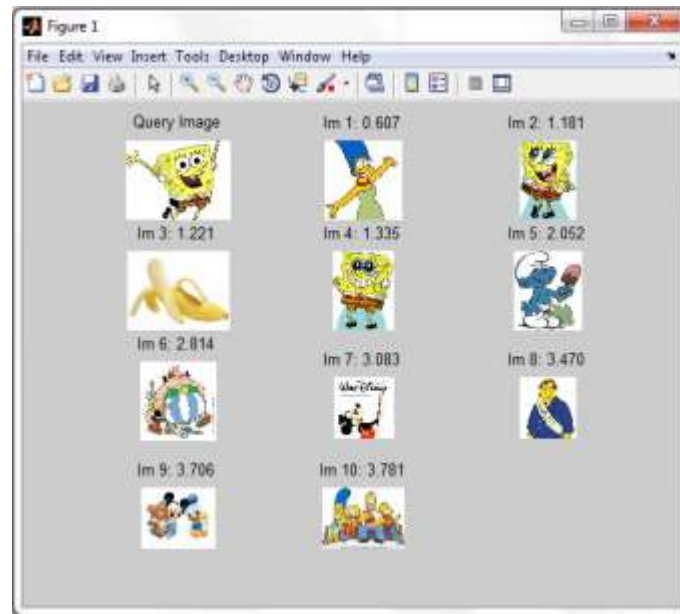 Figure 1
File Edit View Insert Tools Desktop Window Help
Query Image Im 1: 0.607 Im 2: 1.181
Im 3: 1.221 Im 4: 1.335 Im 5: 2.052
Im 6: 2.814 Im 7: 3.083 Im 8: 3.470
Walt Disney
Im 9: 3.706 Im 10: 3.781